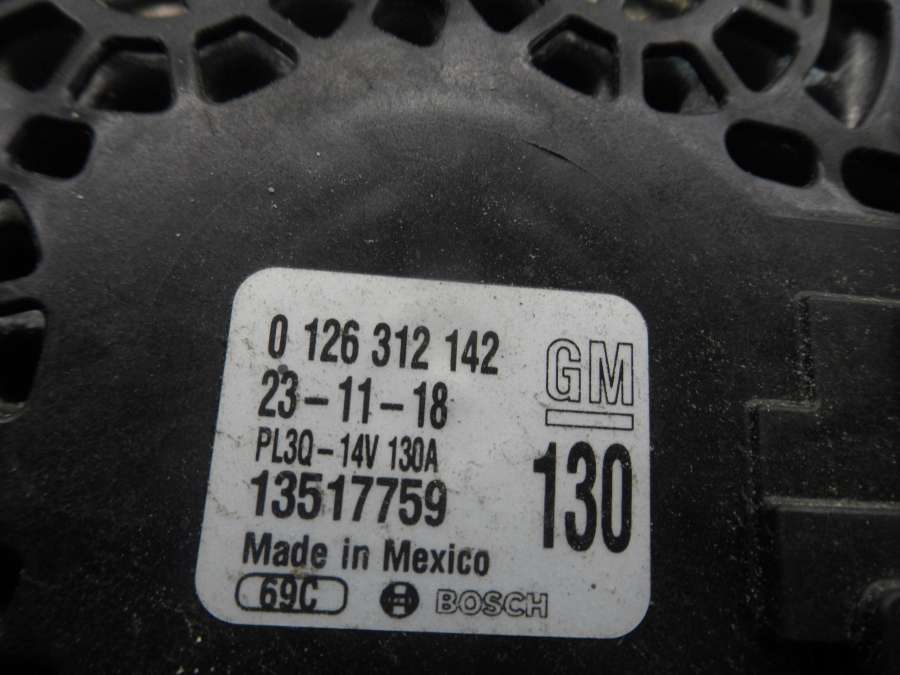 0 126 312 142
GM
23-11-18
PL3Q-14V 130A
130
13517759
Made in Mexico
69C BOSCH